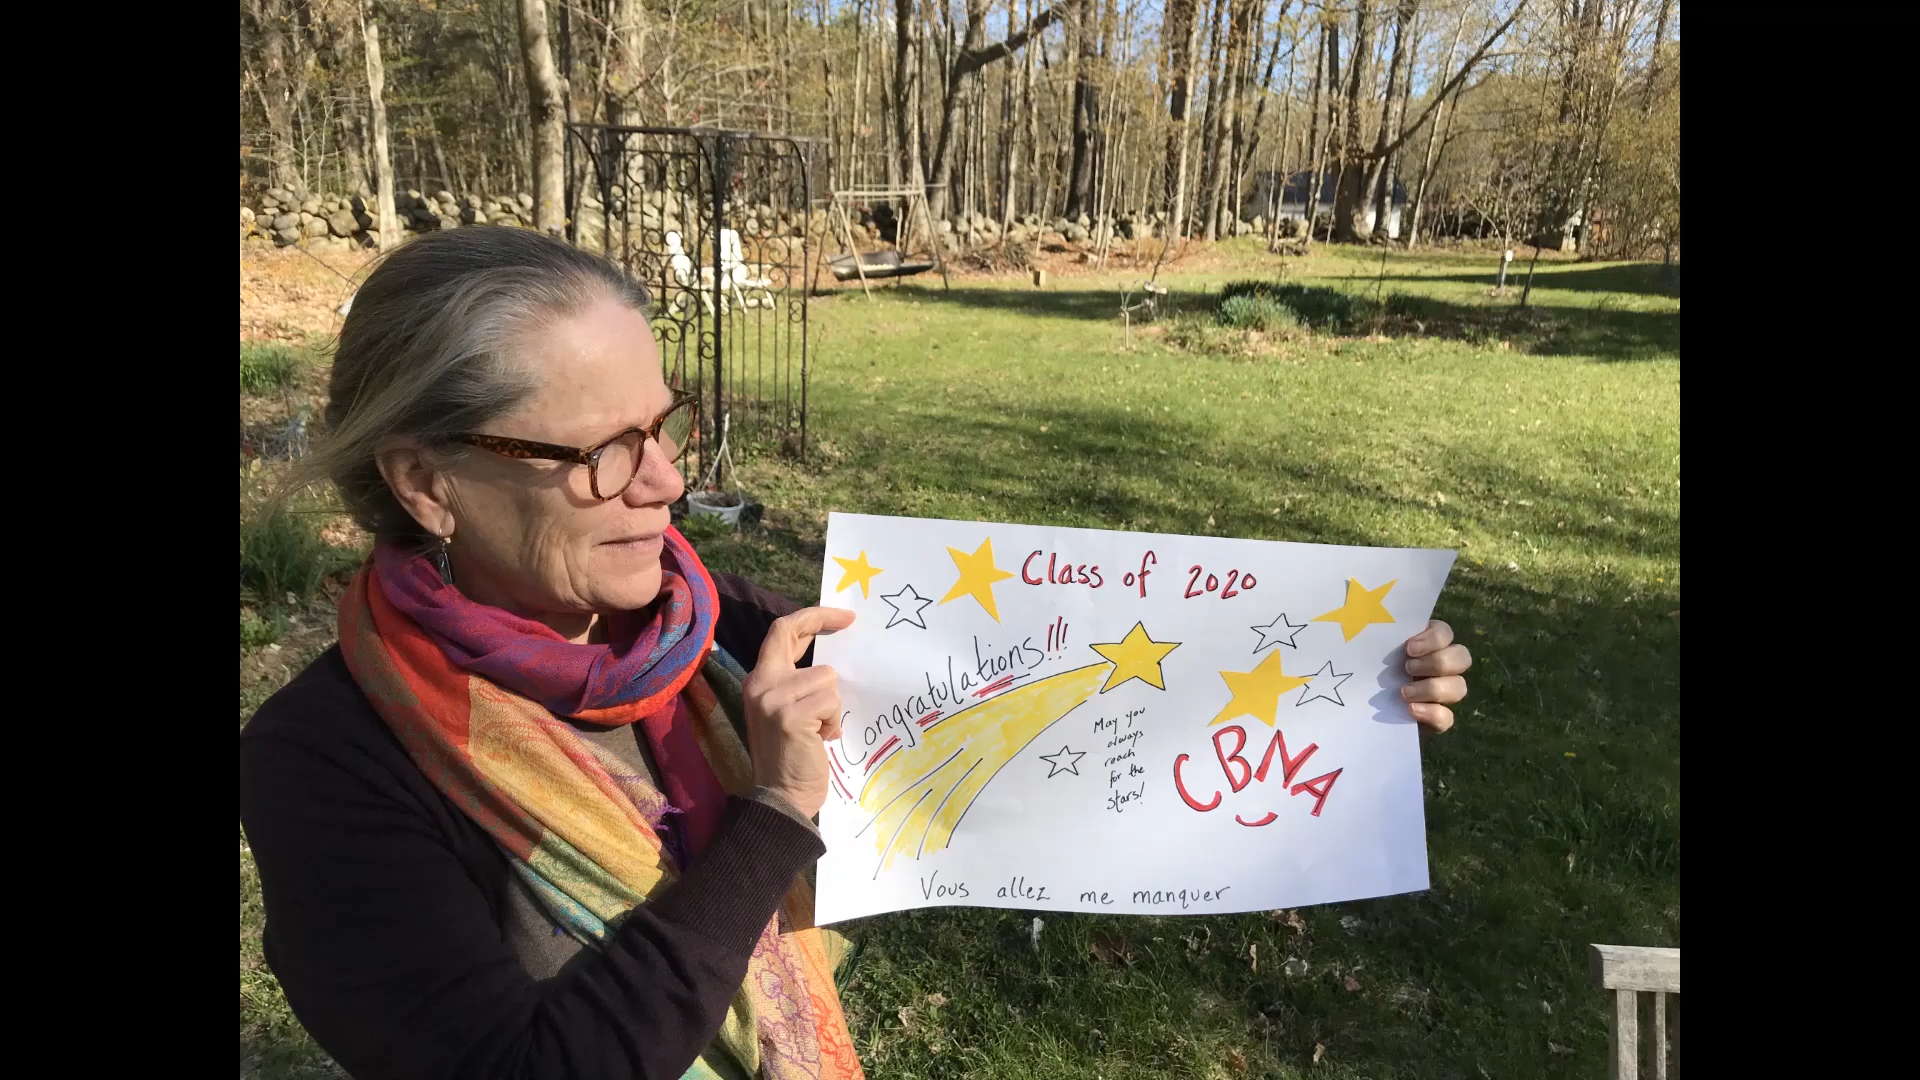 Class of 2020
!!!Congratulations!!!
May you
always
reach
for the
stars!
CBNA
Vous allez me manquer